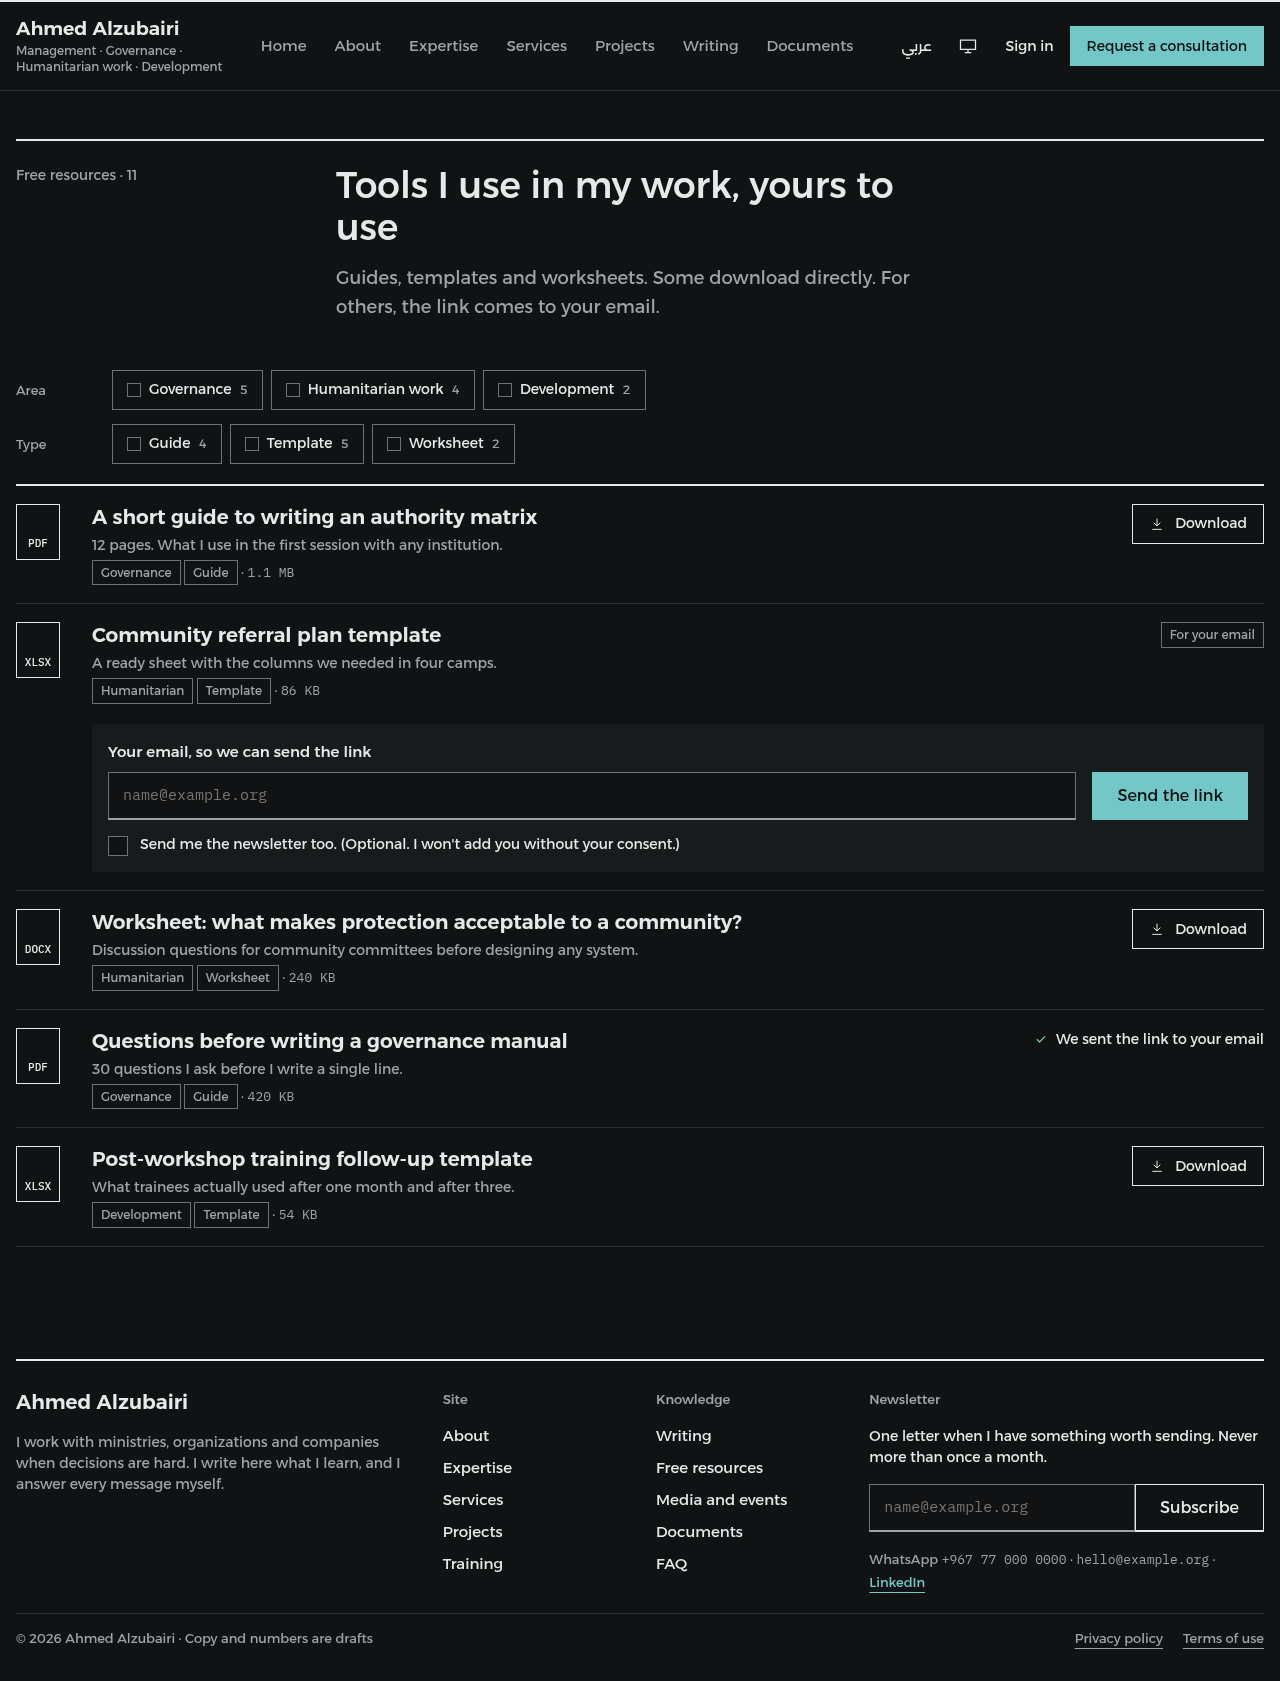 Ahmed Alzubairi
Management · Governance ·
Humanitarian work · Development
Home About Expertise Services Projects Writing Documents
عربي
Sign in
Request a consultation
Free resources · 11
Tools I use in my work, yours to
use
Guides, templates and worksheets. Some download directly. For
others, the link comes to your email.
Area
Governance 5
Humanitarian work 4
Development 2
Type
Guide 4
Template 5
Worksheet 2
PDF
A short guide to writing an authority matrix
12 pages. What I use in the first session with any institution.
Governance Guide · 1.1 MB
Download
XLSX
Community referral plan template
A ready sheet with the columns we needed in four camps.
Humanitarian Template · 86 KB
For your email
Your email, so we can send the link
name@example.org
Send the link
Send me the newsletter too. (Optional. I won't add you without your consent.)
DOCX
Worksheet: what makes protection acceptable to a community?
Discussion questions for community committees before designing any system.
Humanitarian Worksheet · 240 KB
Download
PDF
Questions before writing a governance manual
30 questions I ask before I write a single line.
Governance Guide · 420 KB
We sent the link to your email
XLSX
Post-workshop training follow-up template
What trainees actually used after one month and after three.
Development Template · 54 KB
Download
Ahmed Alzubairi
I work with ministries, organizations and companies
when decisions are hard. I write here what I learn, and I
answer every message myself.
Site
About
Expertise
Services
Projects
Training
Knowledge
Writing
Free resources
Media and events
Documents
FAQ
Newsletter
One letter when I have something worth sending. Never
more than once a month.
name@example.org
Subscribe
WhatsApp +967 77 000 0000 · hello@example.org ·
LinkedIn
© 2026 Ahmed Alzubairi · Copy and numbers are drafts
Privacy policy Terms of use